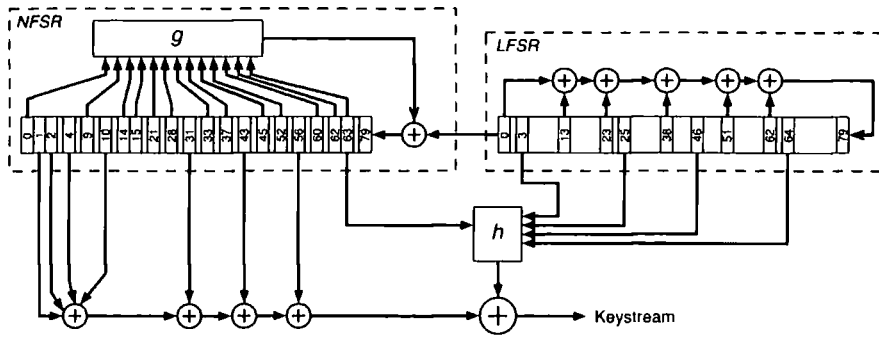 NFSR
g
LFSR
0 1 2 4 9 10 14 15 21 28 31 33 37 43 45 52 56 60 62 63 79
0 3 13 23 25 38 46 51 62 64 79
h
Keystream